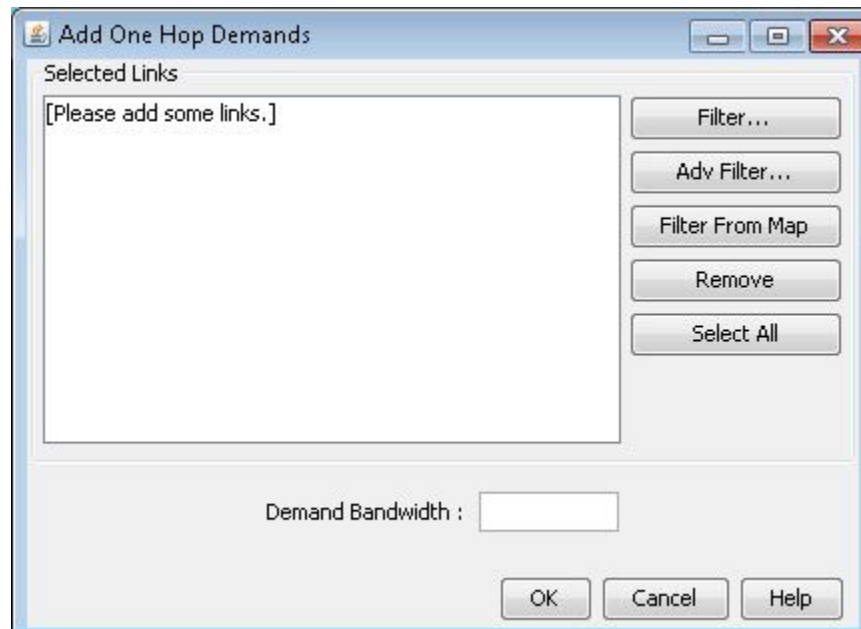 Add One Hop Demands
Selected Links
[Please add some links.]
Filter...
Adv Filter...
Filter From Map
Remove
Select All
Demand Bandwidth :
OK
Cancel
Help